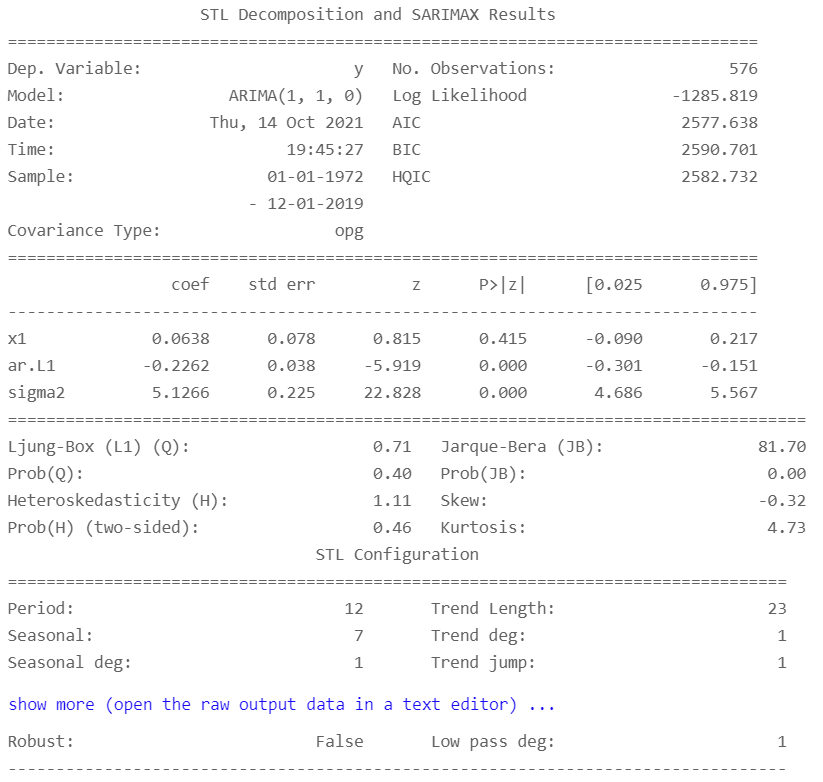 STL Decomposition and SARIMAX Results
==============================================================================
Dep. Variable:                      y   No. Observations:                  576
Model:                 ARIMA(1, 1, 0)   Log Likelihood               -1285.819
Date:                Thu, 14 Oct 2021   AIC                           2577.638
Time:                        19:45:27   BIC                           2590.701
Sample:                    01-01-1972   HQIC                          2582.732
- 12-01-2019
Covariance Type:                  opg
==============================================================================
coef    std err          z      P>|z|      [0.025      0.975]
------------------------------------------------------------------------------
x1             0.0638      0.078      0.815      0.415      -0.090       0.217
ar.L1         -0.2262      0.038     -5.919      0.000      -0.301      -0.151
sigma2         5.1266      0.225     22.828      0.000       4.686       5.567
===================================================================================
Ljung-Box (L1) (Q):                   0.71   Jarque-Bera (JB):                81.70
Prob(Q):                              0.40   Prob(JB):                         0.00
Heteroskedasticity (H):               1.11   Skew:                            -0.32
Prob(H) (two-sided):                  0.46   Kurtosis:                         4.73
STL Configuration
=================================================================================
Period:                            12       Trend Length:                      23
Seasonal:                           7       Trend deg:                          1
Seasonal deg:                       1       Trend jump:                         1
show more (open the raw output data in a text editor) ...
Robust:                         False       Low pass deg:                       1
---------------------------------------------------------------------------------